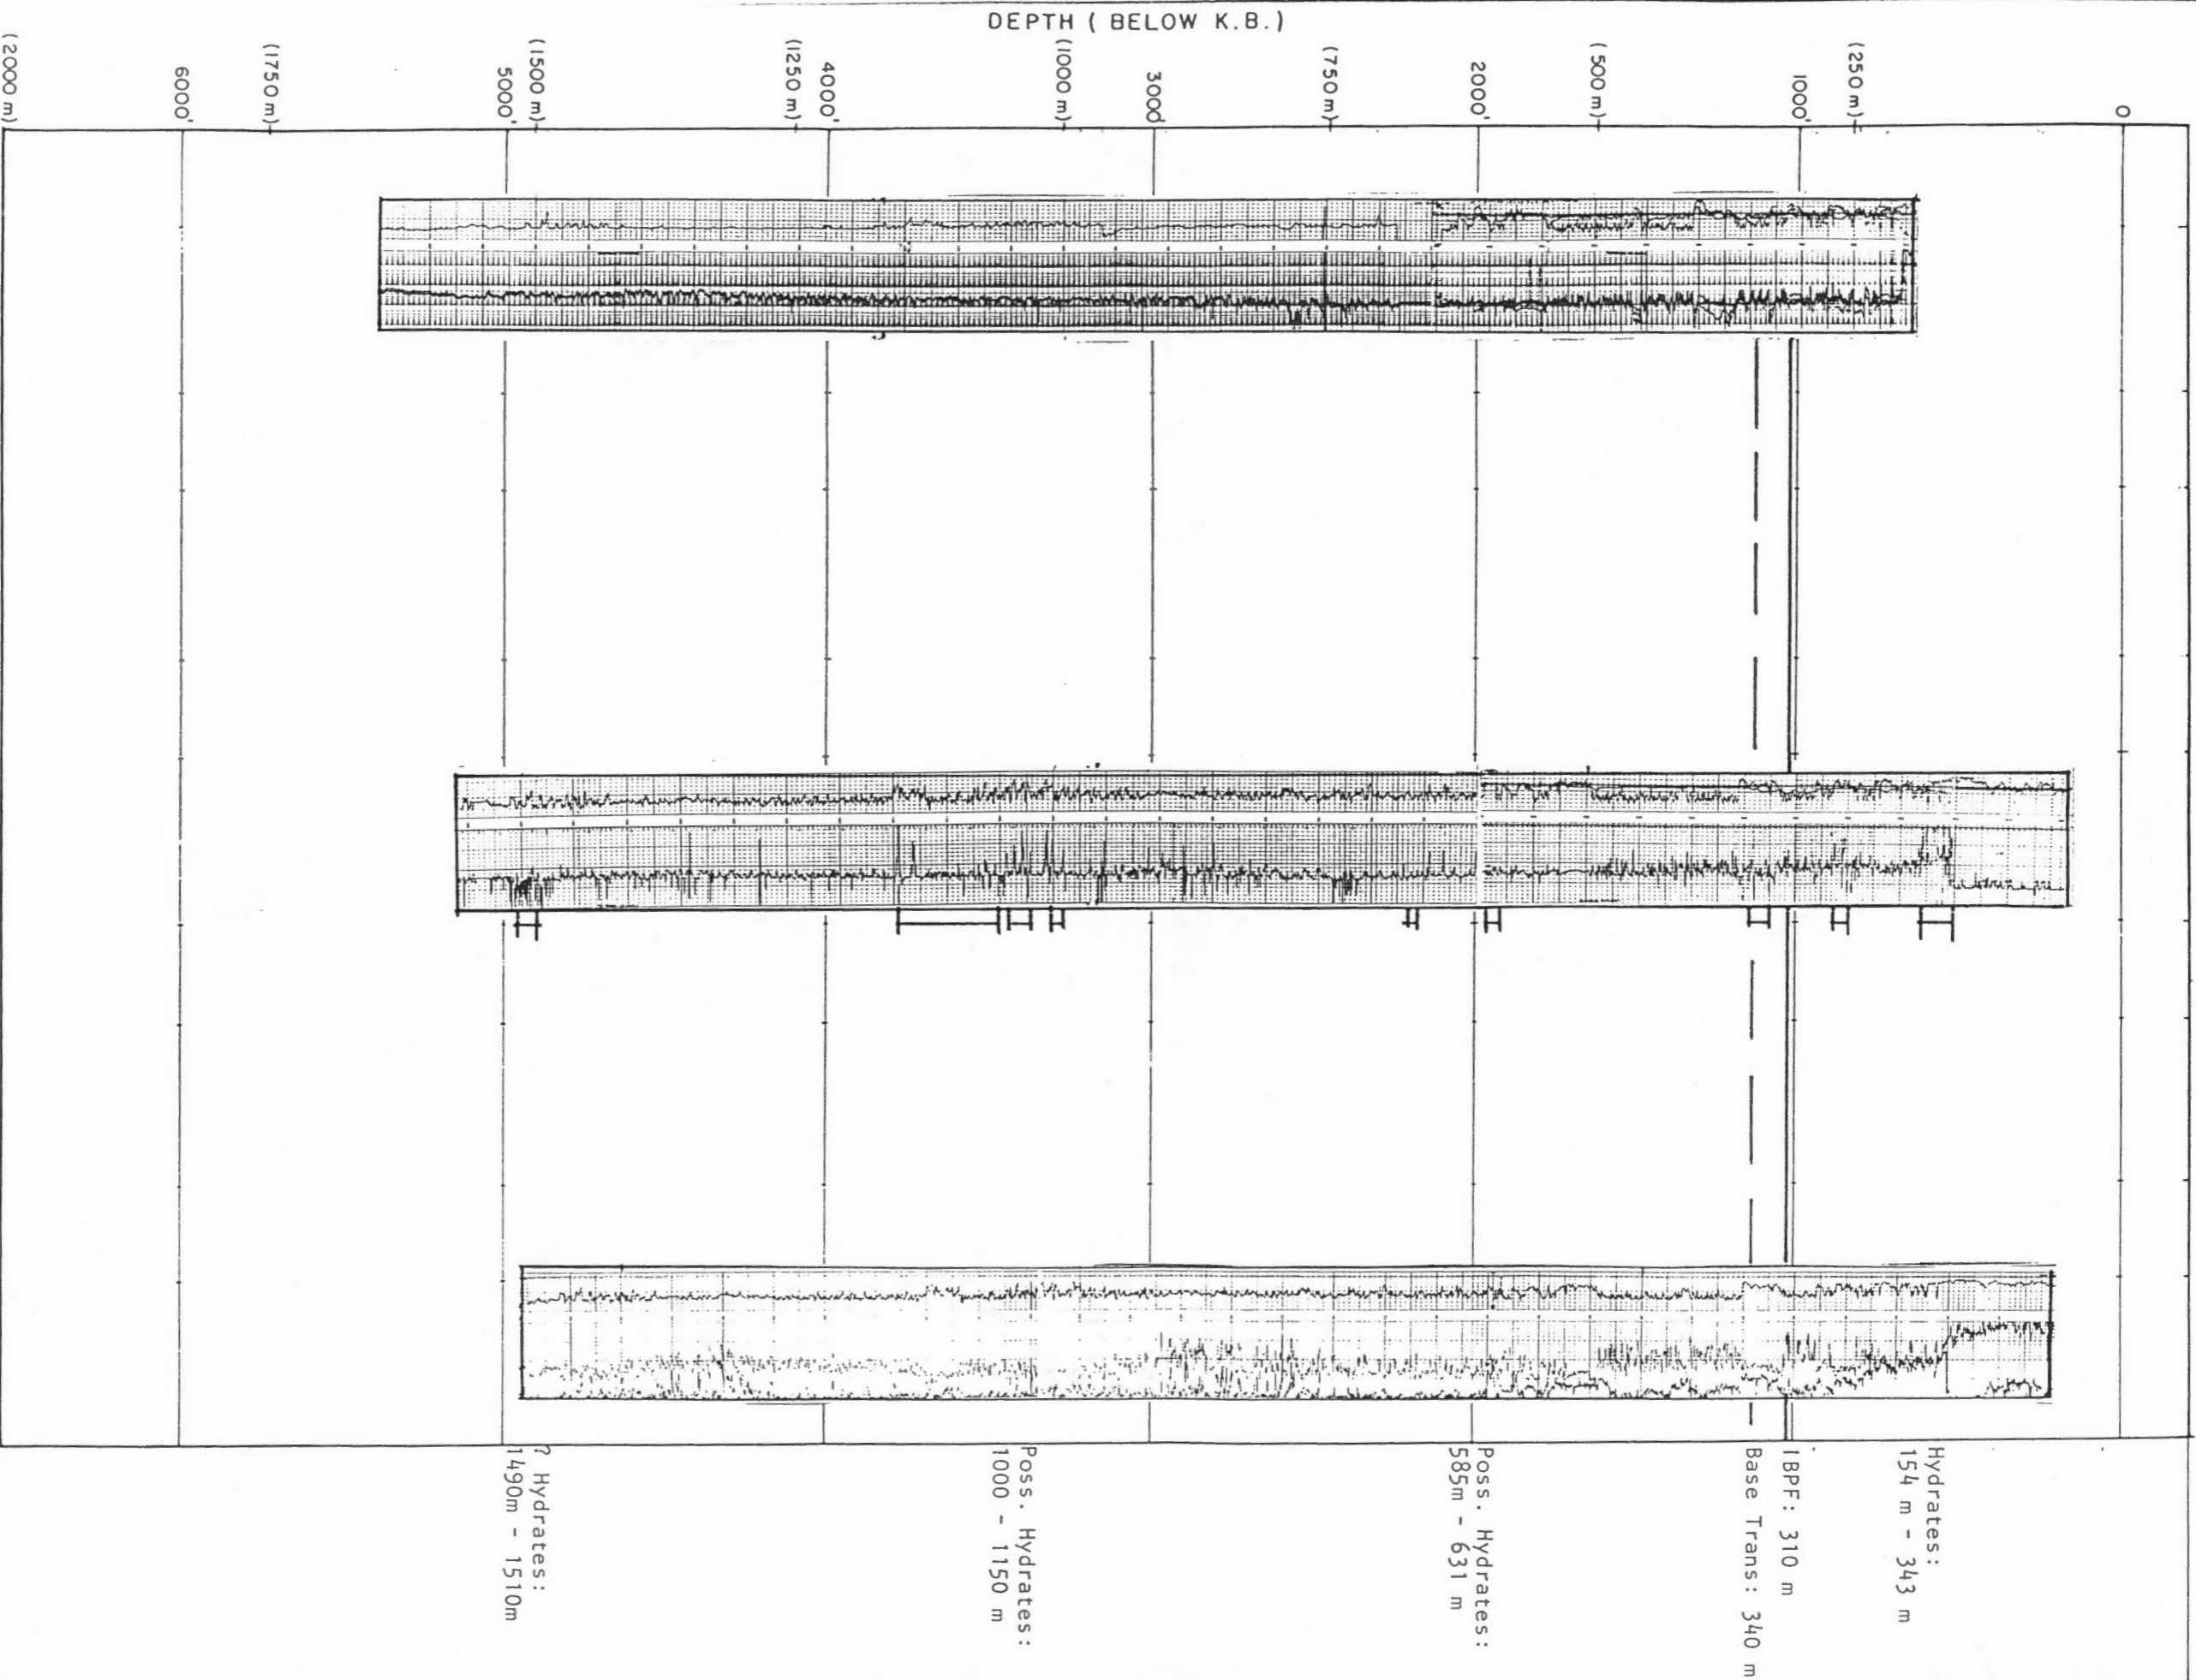 DEPTH ( BELOW K.B.)
0
(250 m)
1000'
(500 m)
2000'
(750 m)
3000'
(1000 m)
4000'
(1250 m)
(1500 m)
5000'
(1750 m)
6000'
(2000 m)
Hydrates:
154 m - 343 m
IBPF: 310 m
Base Trans: 340 m
Poss. Hydrates:
585m - 631 m
Poss. Hydrates:
1000 - 1150 m
? Hydrates:
1490m - 1510m